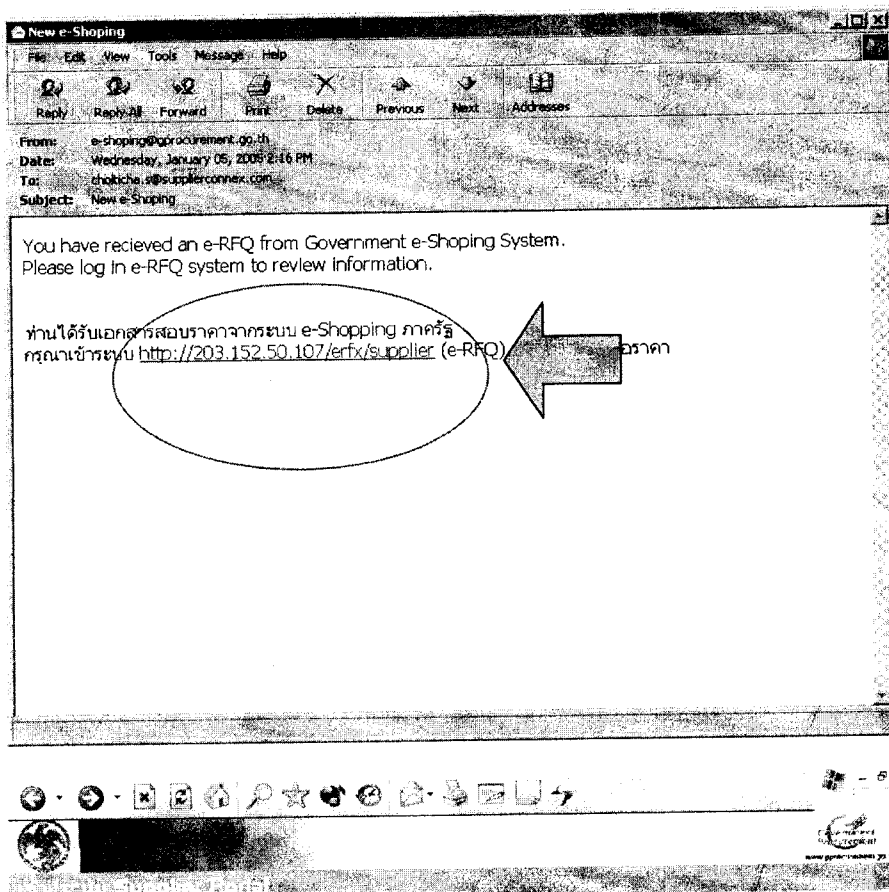 New e-Shoping
File Edit View Tools Message Help
Reply Reply All Forward Print Delete Previous Next Addresses
From: e-shoping@gprocurement.go.th
Date: Wednesday, January 05, 2005 2:16 PM
To: choticha.s@supplierconnex.com
Subject: New e-Shoping
You have recieved an e-RFQ from Government e-Shoping System.
Please log in e-RFQ system to review information.
ท่านได้รับเอกสารสอบราคาจากระบบ e-Shopping ภาครัฐ
กรุณาเข้าระบบ http://203.152.50.107/erfx/supplier (e-RFQ) อราคา